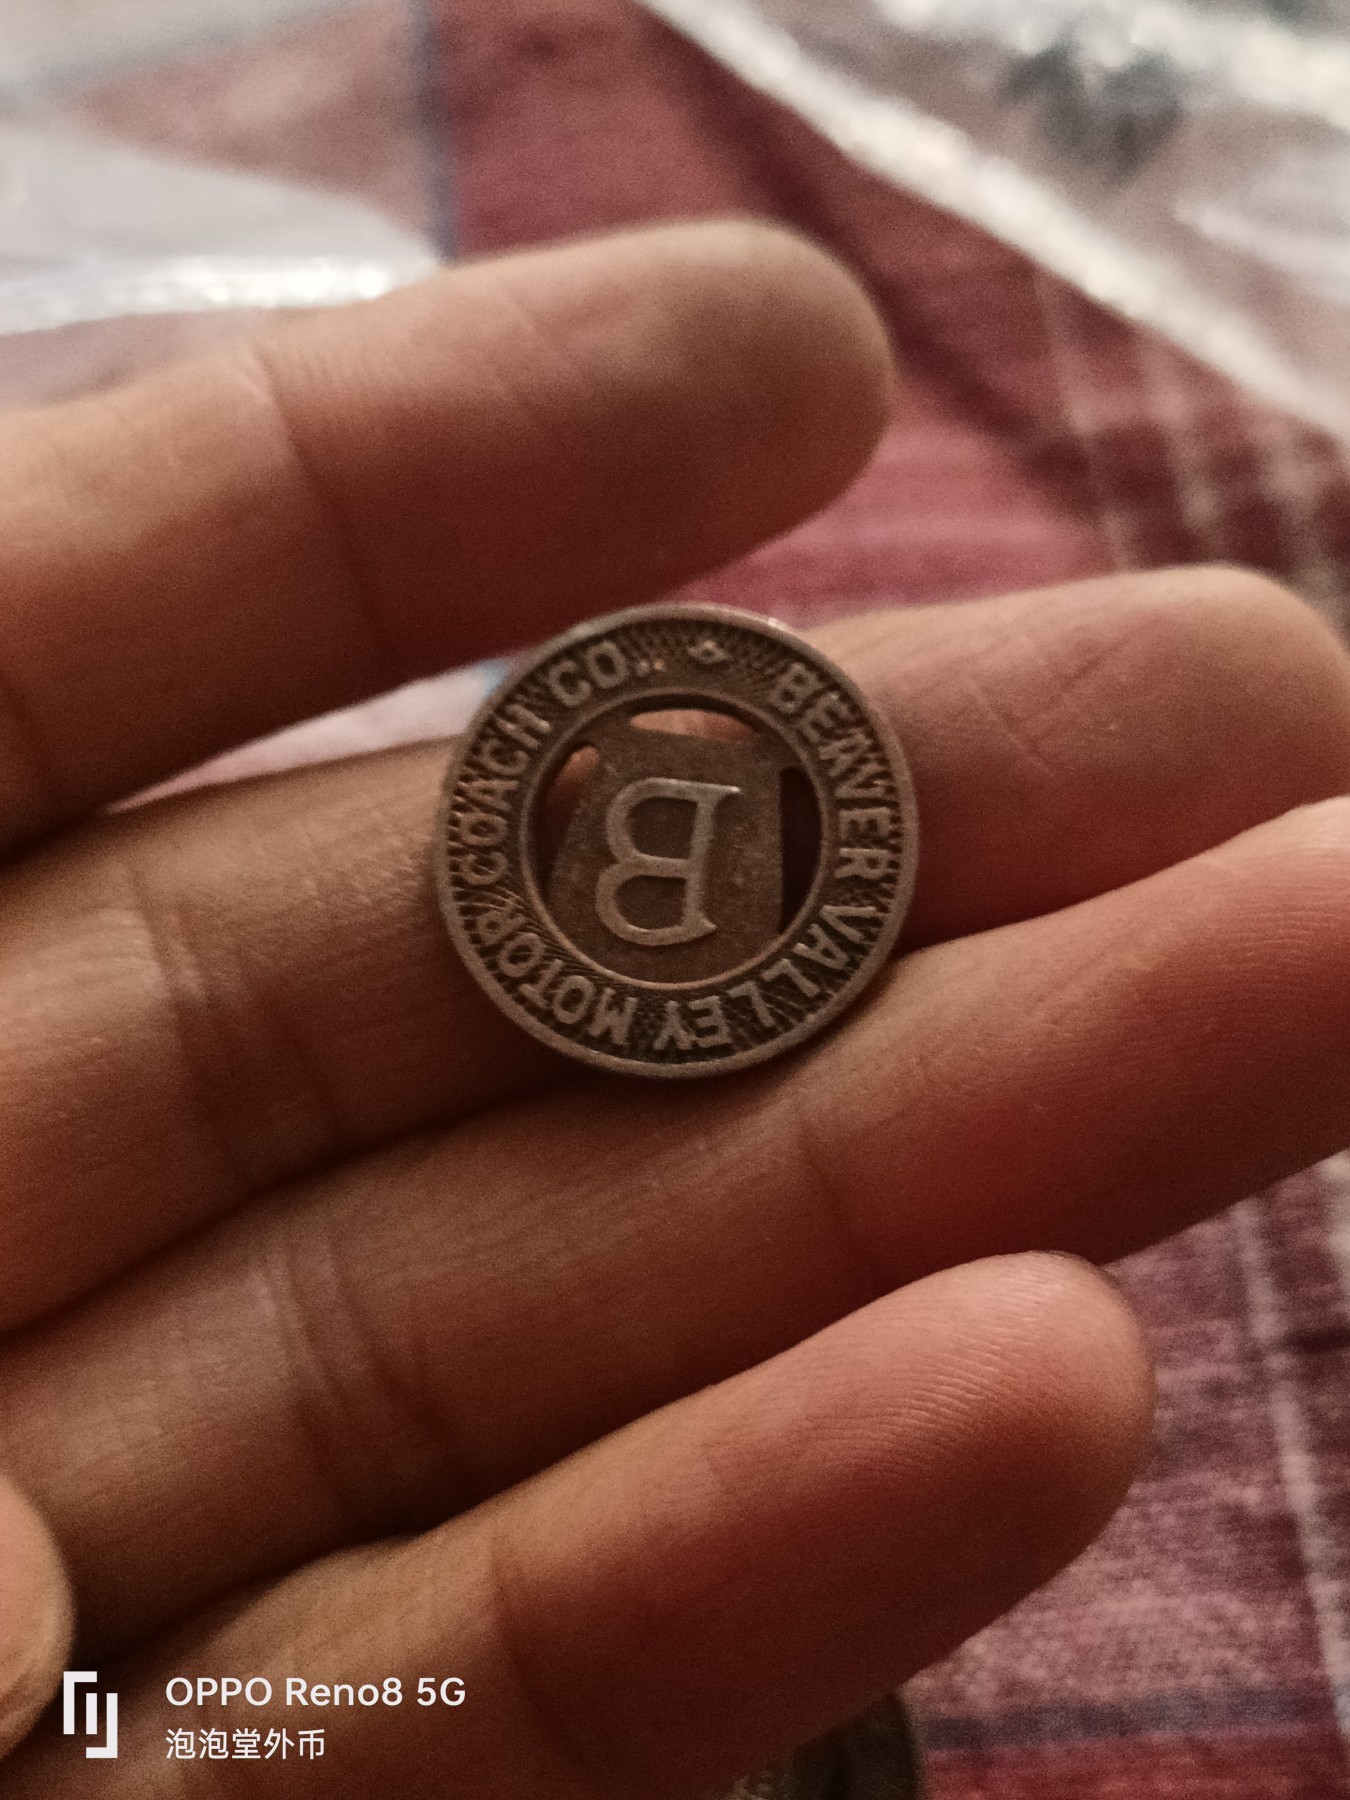 BEAVER VALLEY MOTOR COACH CO.
B
OPPO Reno8 5G
泡泡堂外币